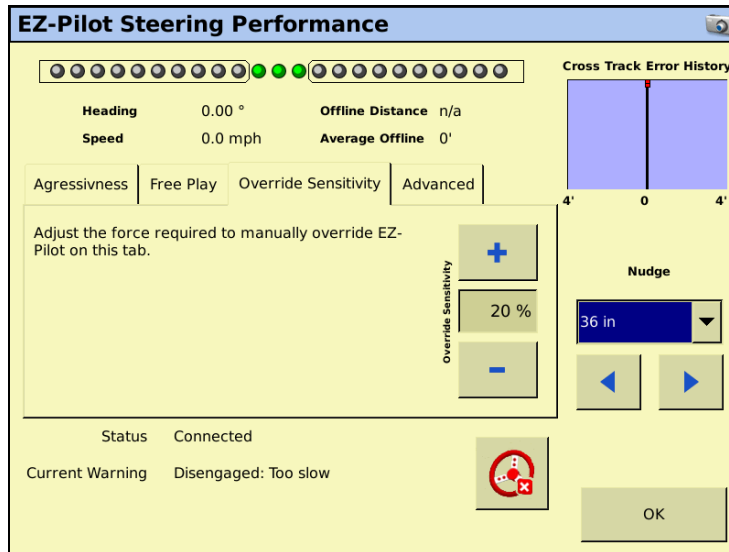 EZ-Pilot Steering Performance
Cross Track Error History
Heading 0.00 ° Offline Distance n/a
Speed 0.0 mph Average Offline 0'
4' 0 4'
Agressivness Free Play Override Sensitivity Advanced
Adjust the force required to manually override EZ-
Pilot on this tab.
+
Override Sensitivity
20 %
-
Nudge
36 in
Status Connected
Current Warning Disengaged: Too slow
OK